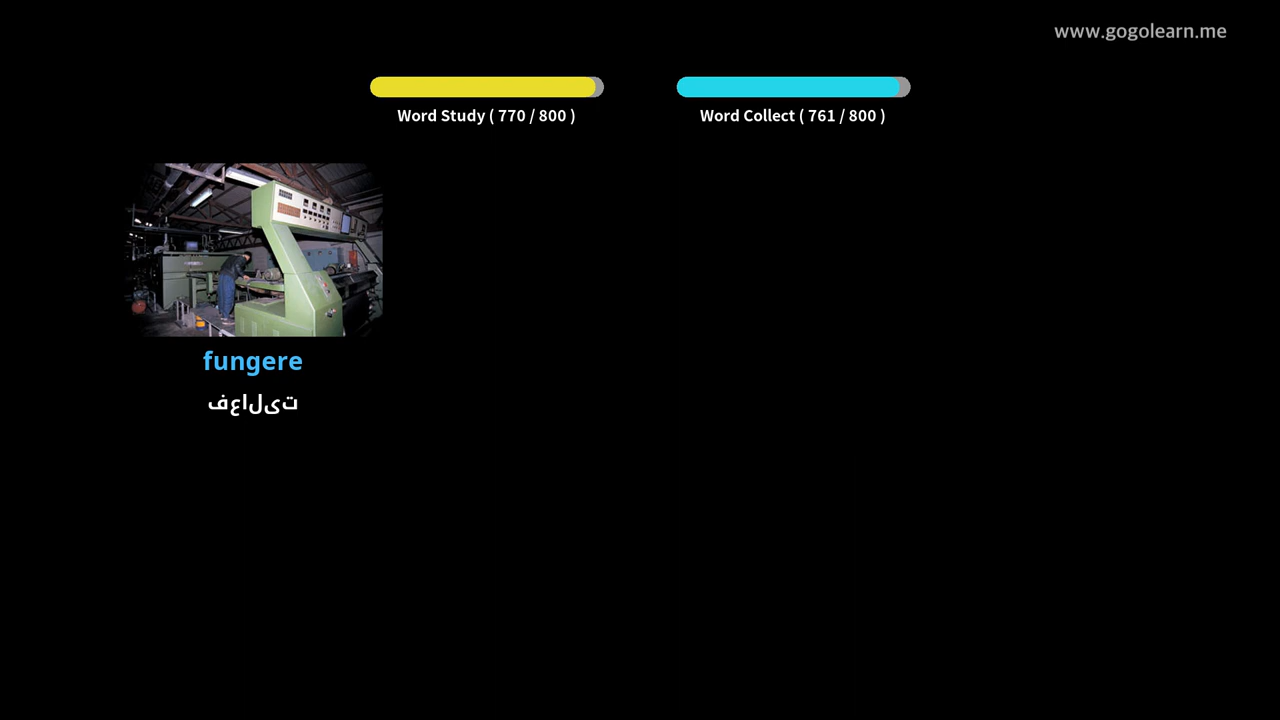 www.gogolearn.me
Word Study ( 770 / 800 )
Word Collect ( 761 / 800 )
fungere
فعالیت